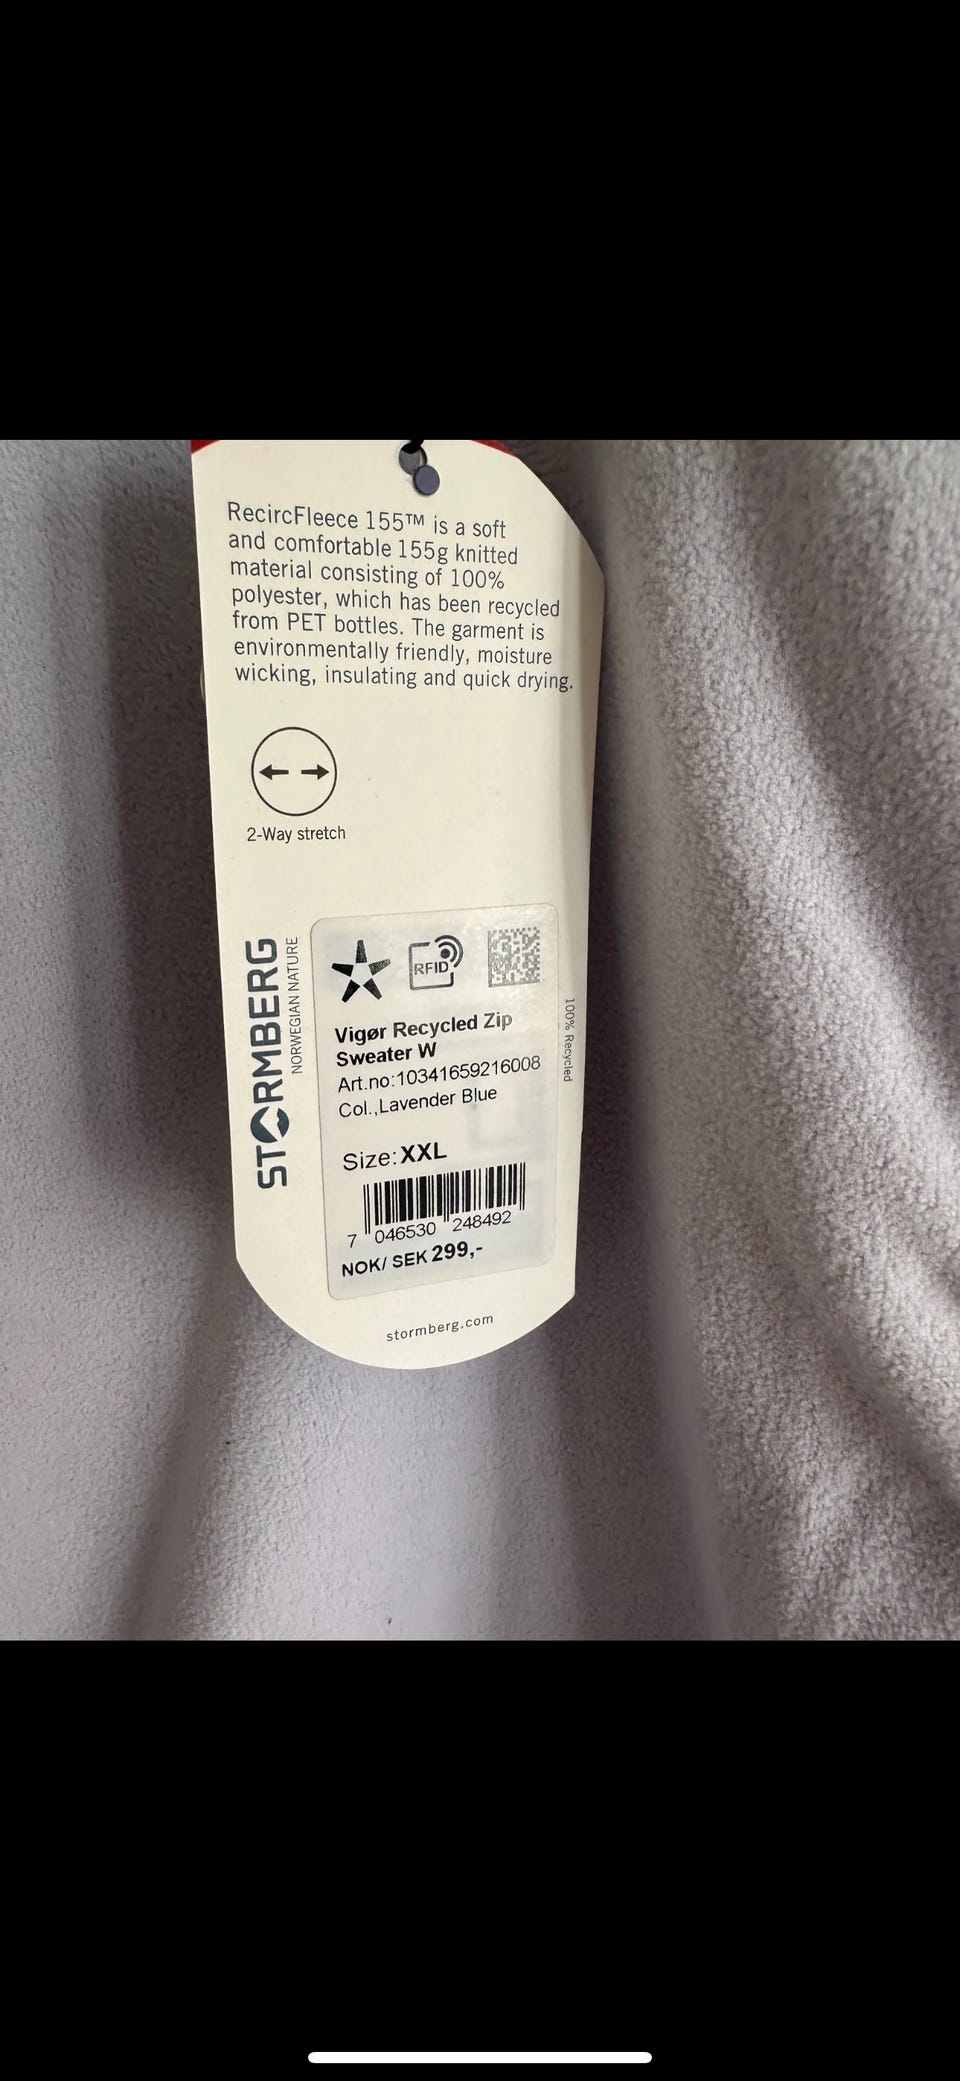 RecircFleece 155™ is a soft
and comfortable 155g knitted
material consisting of 100%
polyester, which has been recycled
from PET bottles. The garment is
environmentally friendly, moisture
wicking, insulating and quick drying.
2-Way stretch
STORMBERG
NORWEGIAN NATURE
RFID
Vigør Recycled Zip
Sweater W
Art.no:10341659216008
Col.,Lavender Blue
Size:XXL
7 046530 248492
NOK/ SEK 299,-
100% Recycled
stormberg.com